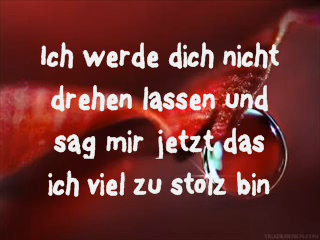 Ich werde dich nicht
drehen lassen und
sag mir jetzt das
ich viel zu stolz bin